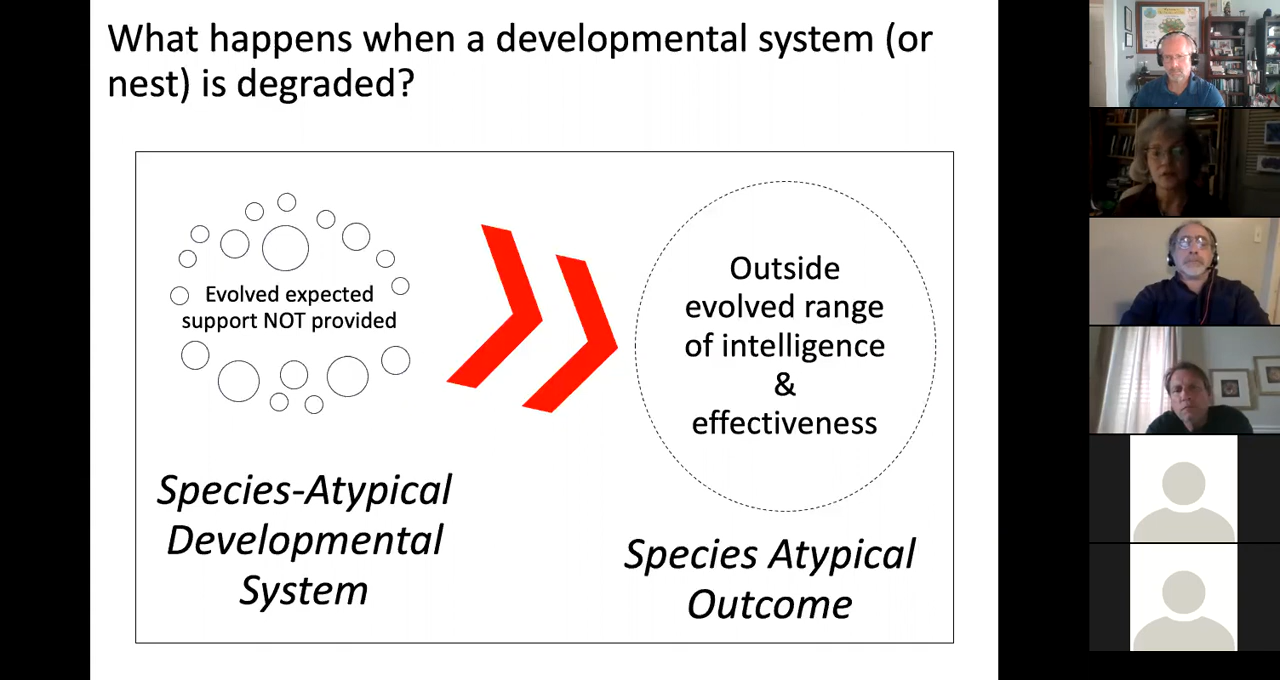 What happens when a developmental system (or
nest) is degraded?
Evolved expected
support NOT provided
Outside
evolved range
of intelligence
&
effectiveness
Species-Atypical
Developmental
System
Species Atypical
Outcome